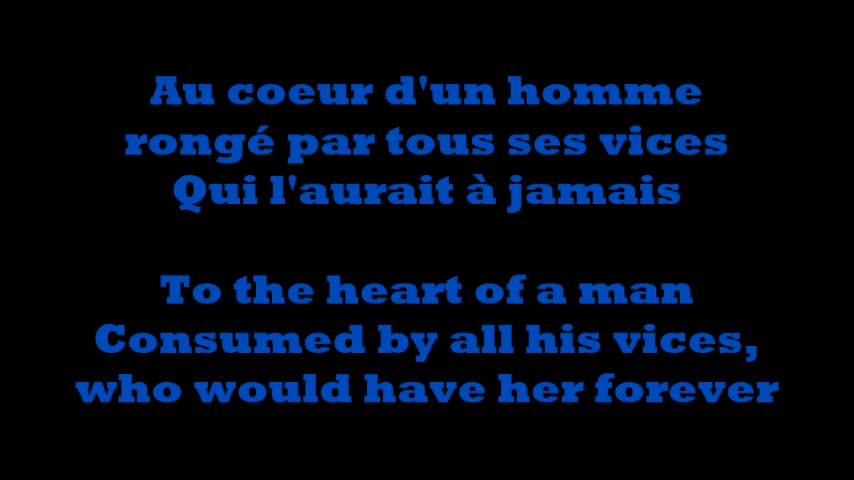 Au coeur d'un homme
rongé par tous ses vices
Qui l'aurait à jamais
To the heart of a man
Consumed by all his vices,
who would have her forever